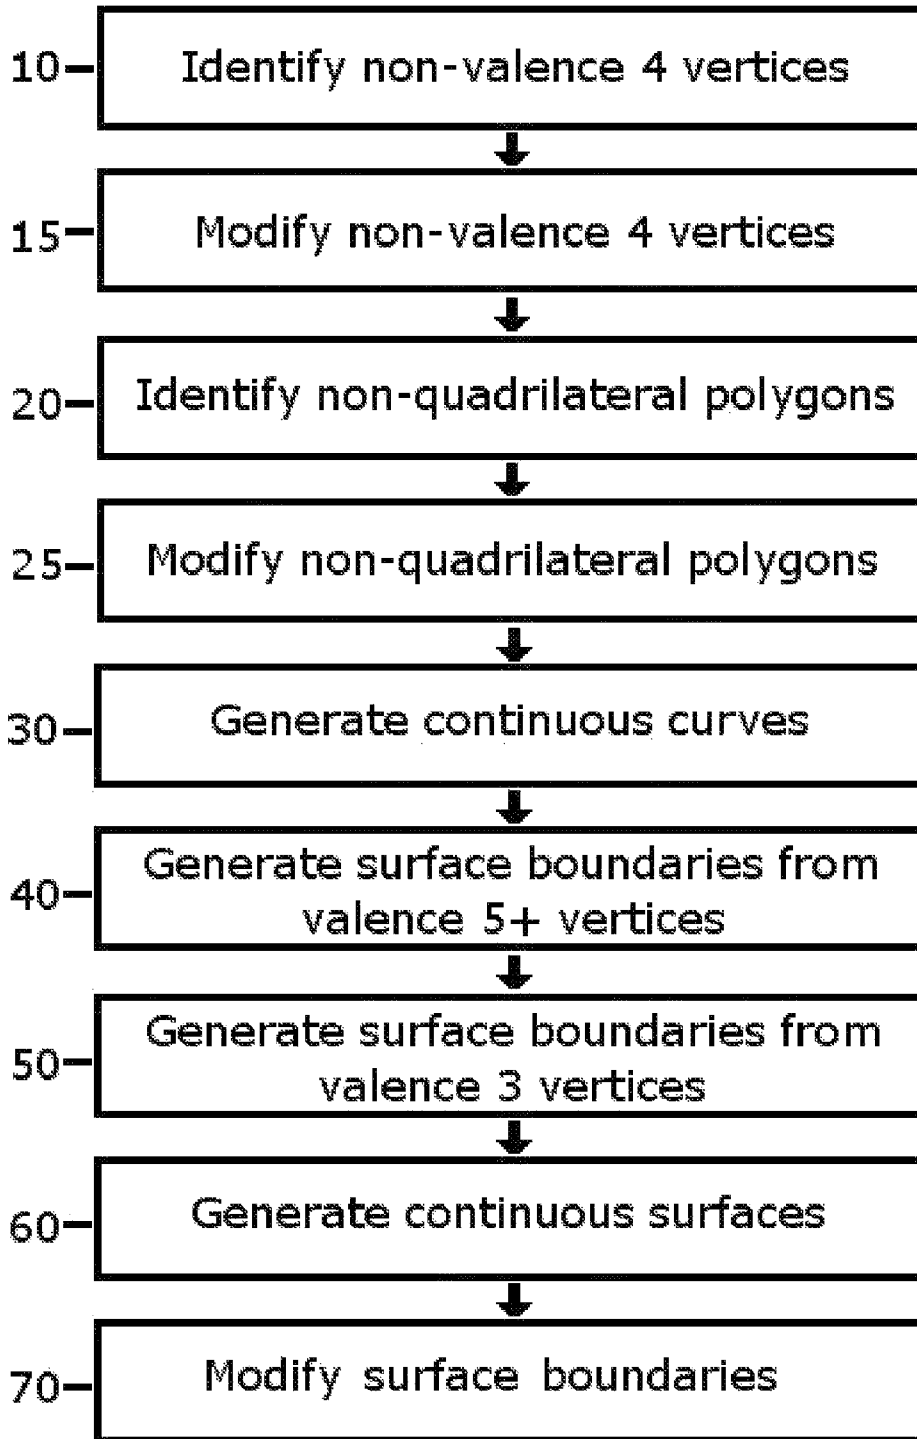 10 Identify non-valence 4 vertices
15 Modify non-valence 4 vertices
20 Identify non-quadrilateral polygons
25 Modify non-quadrilateral polygons
30 Generate continuous curves
40 Generate surface boundaries from
valence 5+ vertices
50 Generate surface boundaries from
valence 3 vertices
60 Generate continuous surfaces
70 Modify surface boundaries